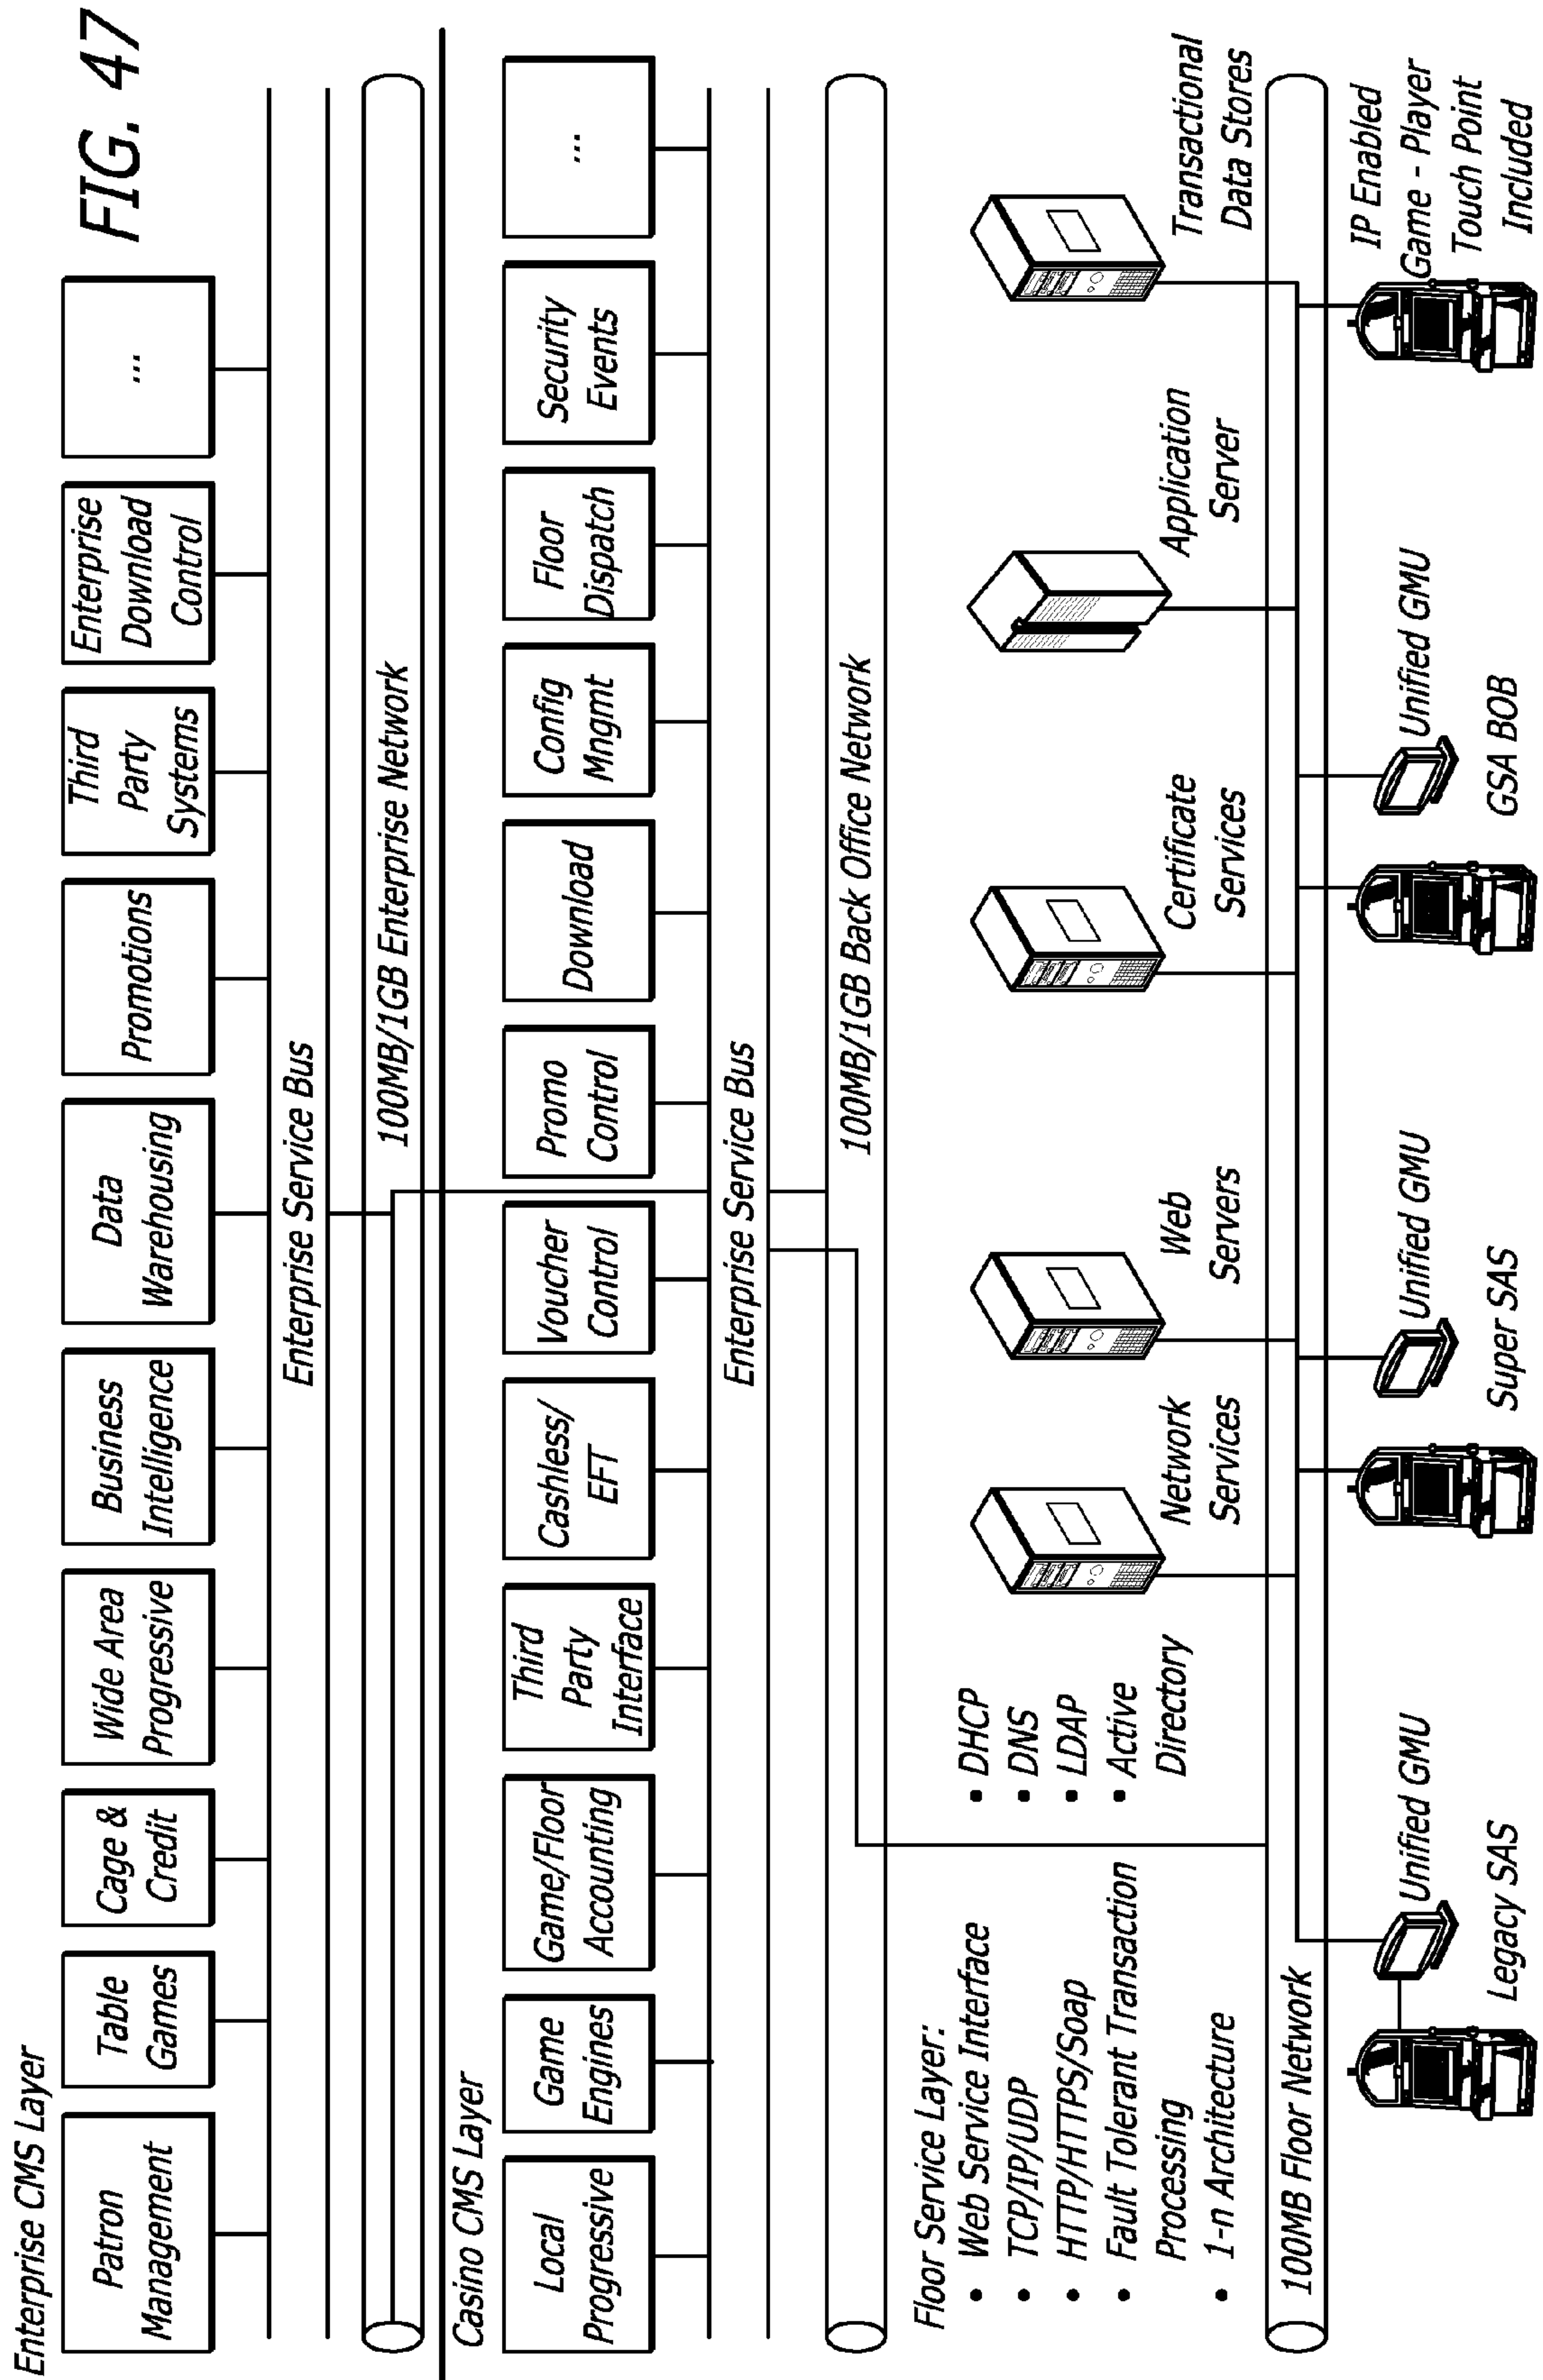 FIG. 47
Enterprise CMS Layer
Patron
Management
Table
Games
Cage &
Credit
Wide Area
Progressive
Business
Intelligence
Data
Warehousing
Promotions
Third
Party
Systems
Enterprise
Download
Control
...
Enterprise Service Bus
100MB/1GB Enterprise Network
Casino CMS Layer
Local
Progressive
Game
Engines
Game/Floor
Accounting
Third
Party
Interface
Cashless/
EFT
Voucher
Control
Promo
Control
Download
Config
Mngmt
Floor
Dispatch
Security
Events
...
Enterprise Service Bus
100MB/1GB Back Office Network
Floor Service Layer:
• Web Service Interface
• TCP/IP/UDP
• HTTP/HTTPS/Soap
• Fault Tolerant Transaction
Processing
• 1-n Architecture
• DHCP
• DNS
• LDAP
• Active
Directory
Network
Services
Web
Servers
Certificate
Services
Application
Server
Transactional
Data Stores
100MB Floor Network
Unified GMU
Legacy SAS
Unified GMU
Super SAS
Unified GMU
GSA BOB
IP Enabled
Game - Player
Touch Point
Included